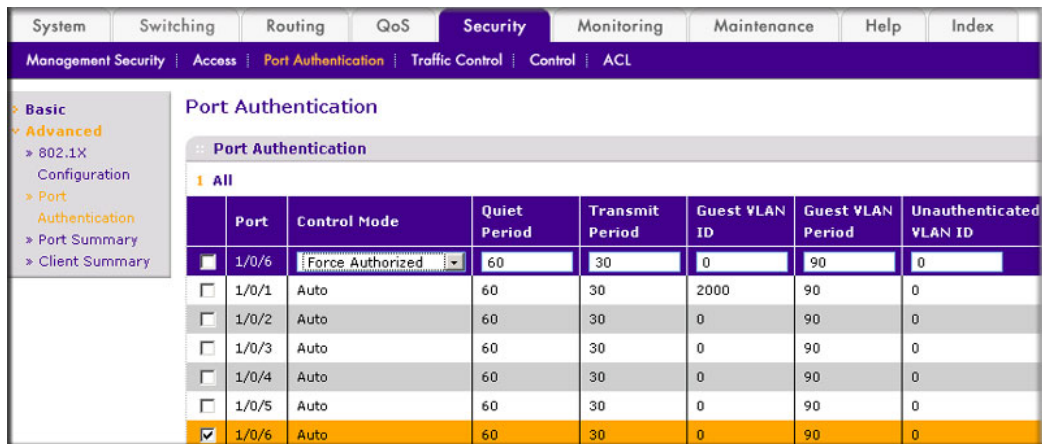 System Switching Routing QoS Security Monitoring Maintenance Help Index
Management Security | Access | Port Authentication | Traffic Control | Control | ACL
Basic
Advanced
» 802.1X
Configuration
» Port
Authentication
» Port Summary
» Client Summary
Port Authentication
Port Authentication
1 All
Port Control Mode Quiet Period Transmit Period Guest VLAN ID Guest VLAN Period Unauthenticated VLAN ID
1/0/6 Force Authorized 60 30 0 90 0
1/0/1 Auto 60 30 2000 90 0
1/0/2 Auto 60 30 0 90 0
1/0/3 Auto 60 30 0 90 0
1/0/4 Auto 60 30 0 90 0
1/0/5 Auto 60 30 0 90 0
1/0/6 Auto 60 30 0 90 0